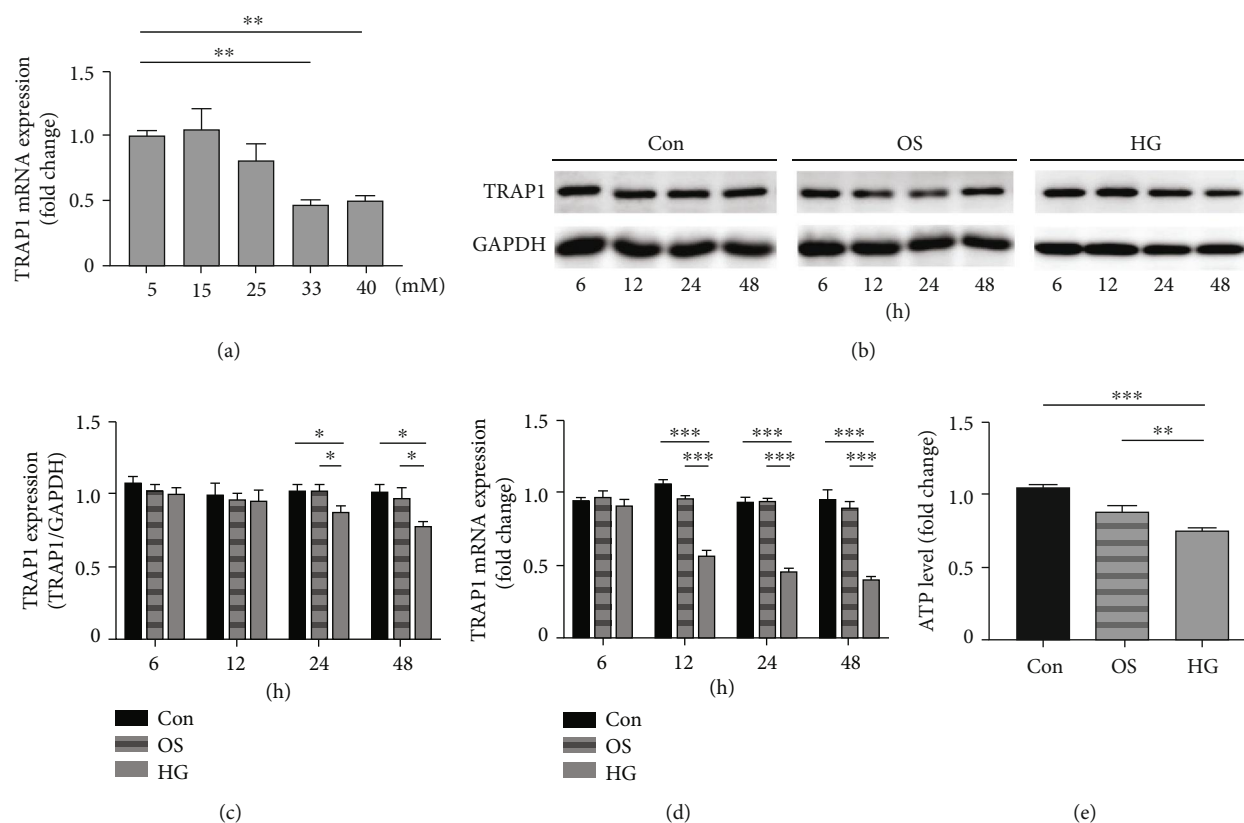 **
**
TRAP1 mRNA expression
(fold change)
1.5
1.0
0.5
0
5 15 25 33 40 (mM)
(a)
Con OS HG
TRAP1
GAPDH
6 12 24 48 6 12 24 48 6 12 24 48
(h)
(b)
TRAP1 expression
(TRAP1/GAPDH)
1.5
1.0
0.5
0
* *
* *
6 12 24 48
(h)
Con
OS
HG
(c)
TRAP1 mRNA expression
(fold change)
1.5
1.0
0.5
0
*** *** ***
*** *** ***
6 12 24 48
(h)
Con
OS
HG
(d)
ATP level (fold change)
1.5
1.0
0.5
0
***
**
Con OS HG
(e)